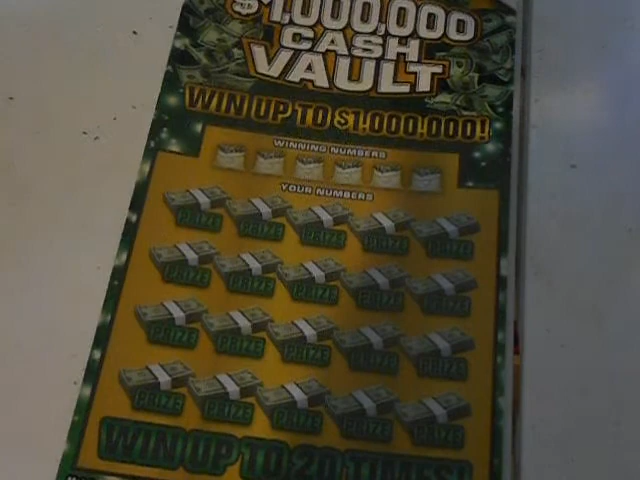 $1,000,000
CASH
VAULT
WIN UP TO $1,000,000!
WINNING NUMBERS
YOUR NUMBERS
PRIZE PRIZE PRIZE PRIZE PRIZE
PRIZE PRIZE PRIZE PRIZE PRIZE
PRIZE PRIZE PRIZE PRIZE PRIZE
PRIZE PRIZE PRIZE PRIZE PRIZE
WIN UP TO 20 TIMES!